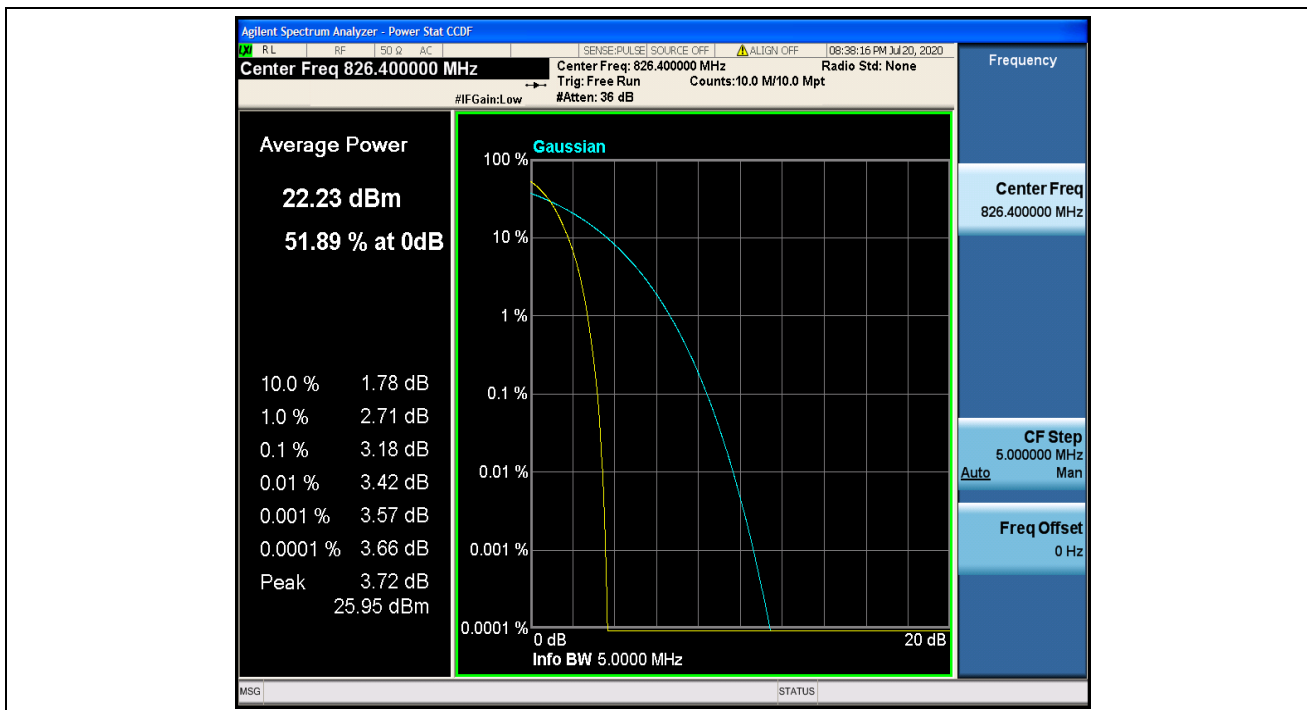 Agilent Spectrum Analyzer - Power Stat CCDF
LXI RL RF 50 Ω AC SENSE:PULSE SOURCE OFF ALIGN OFF 08:38:16 PM Jul 20, 2020
Center Freq 826.400000 MHz
Center Freq: 826.400000 MHz Radio Std: None
Trig: Free Run Counts:10.0 M/10.0 Mpt
#IFGain:Low #Atten: 36 dB
Average Power
22.23 dBm
51.89 % at 0dB
10.0 % 1.78 dB
1.0 % 2.71 dB
0.1 % 3.18 dB
0.01 % 3.42 dB
0.001 % 3.57 dB
0.0001 % 3.66 dB
Peak 3.72 dB
25.95 dBm
Gaussian
100 %
10 %
1 %
0.1 %
0.01 %
0.001 %
0.0001 %
0 dB 20 dB
Info BW 5.0000 MHz
Frequency
Center Freq
826.400000 MHz
CF Step
5.000000 MHz
Auto Man
Freq Offset
0 Hz
MSG STATUS